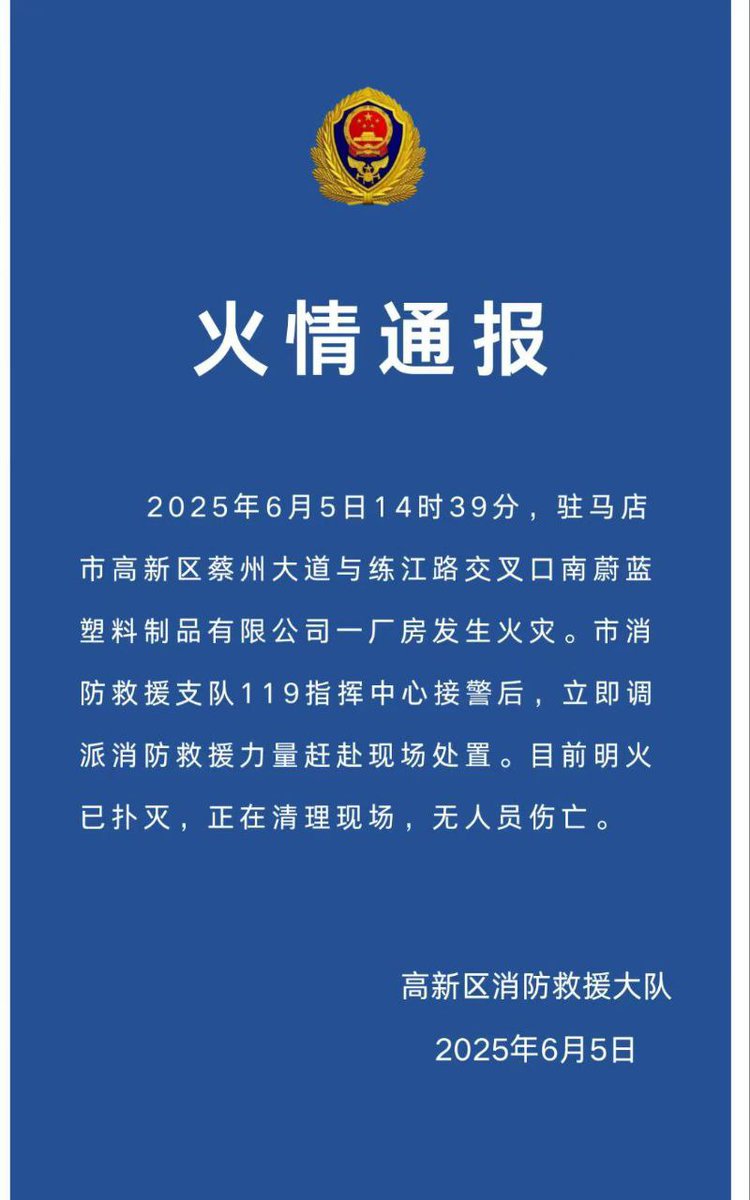 火情通报
2025年6月5日14时39分，驻马店
市高新区蔡州大道与练江路交叉口南蔚蓝
塑料制品有限公司一厂房发生火灾。市消
防救援支队119指挥中心接警后，立即调
派消防救援力量赶赴现场处置。目前明火
已扑灭，正在清理现场，无人员伤亡。
高新区消防救援大队
2025年6月5日